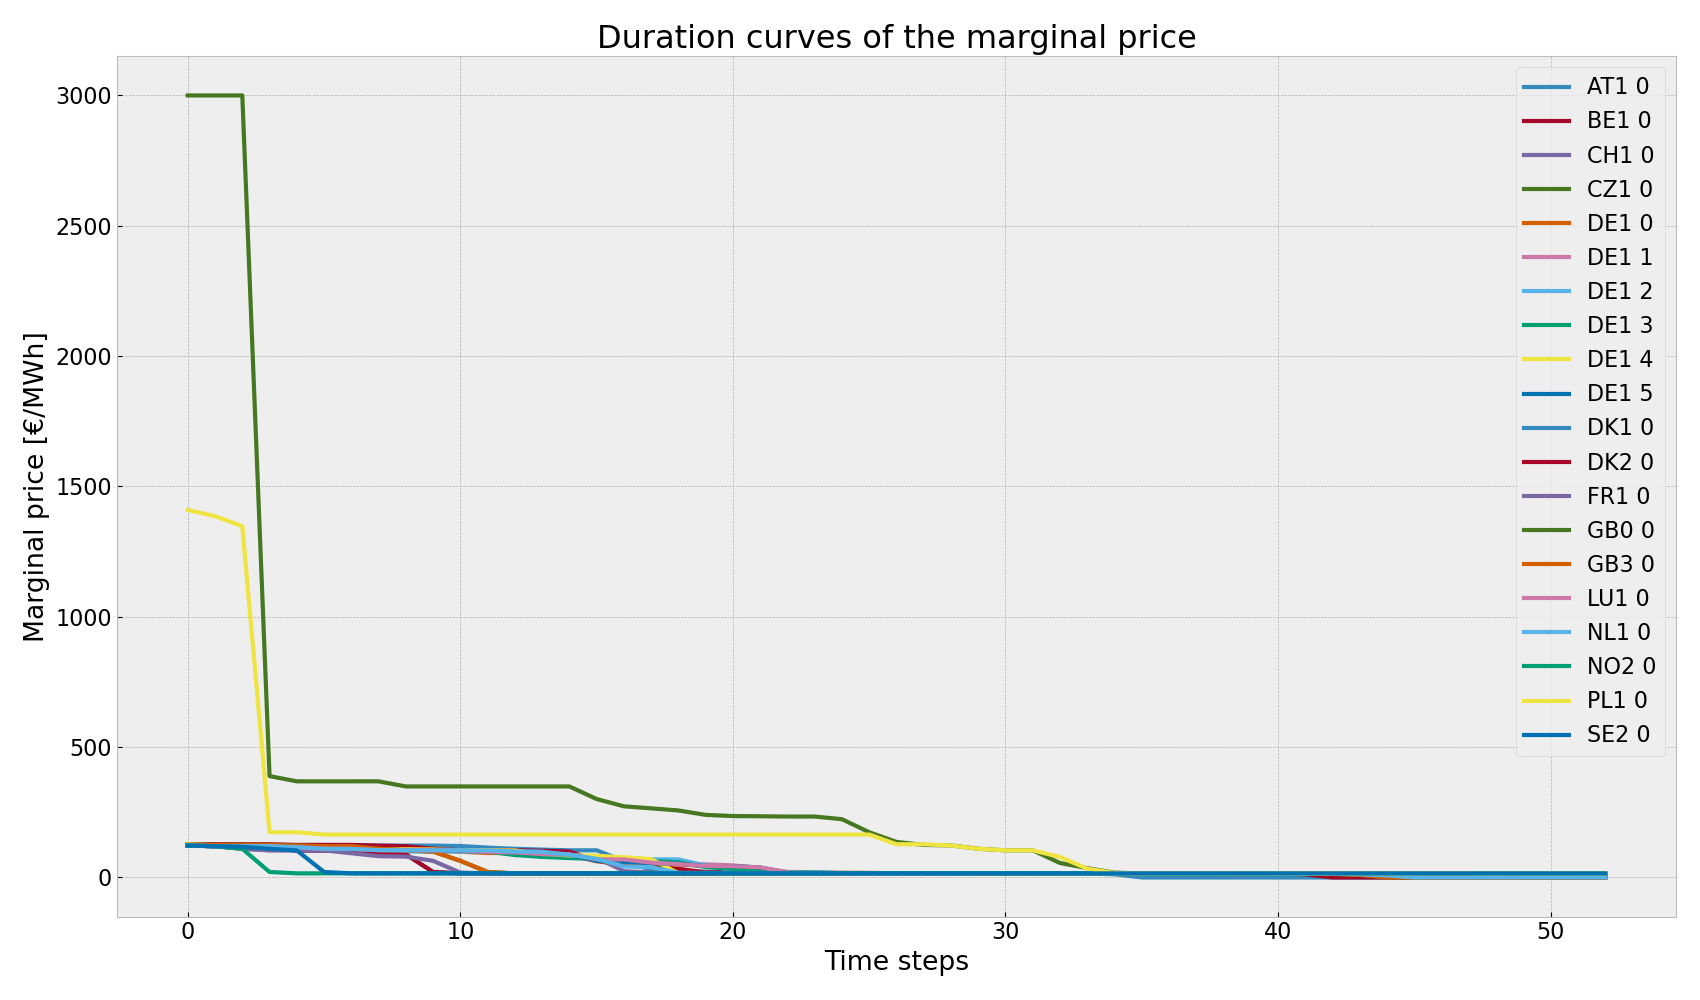 Duration curves of the marginal price
Marginal price [€/MWh]
3000
2500
2000
1500
1000
500
0
0
10
20
30
40
50
Time steps
AT1 0
BE1 0
CH1 0
CZ1 0
DE1 0
DE1 1
DE1 2
DE1 3
DE1 4
DE1 5
DK1 0
DK2 0
FR1 0
GB0 0
GB3 0
LU1 0
NL1 0
NO2 0
PL1 0
SE2 0